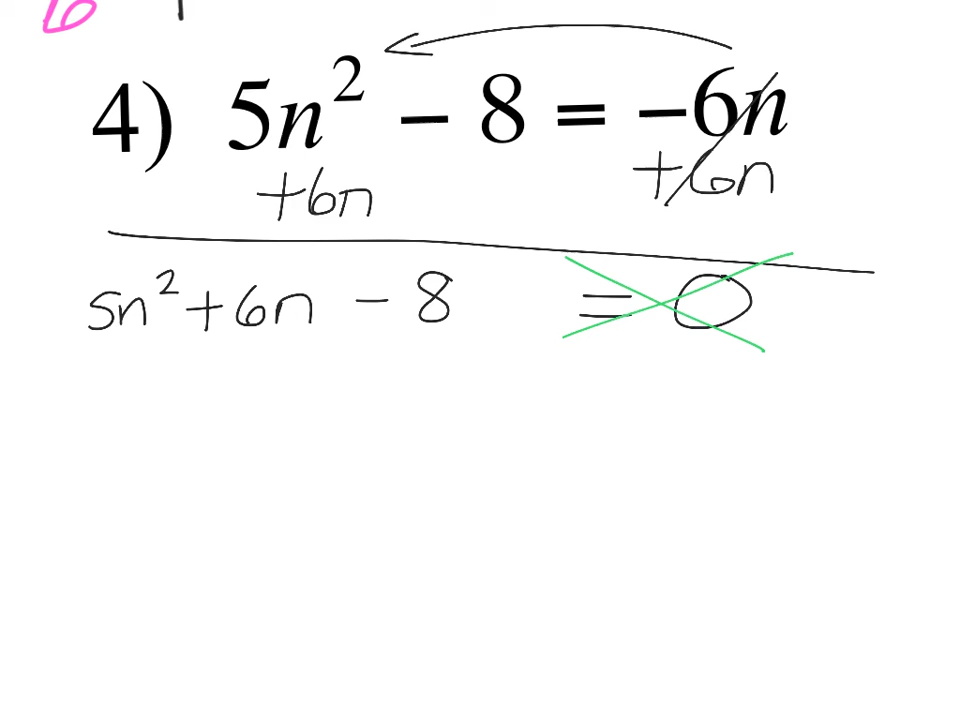 4) 5n² − 8 = −6n
+6n +6n
5n² + 6n − 8 = 0